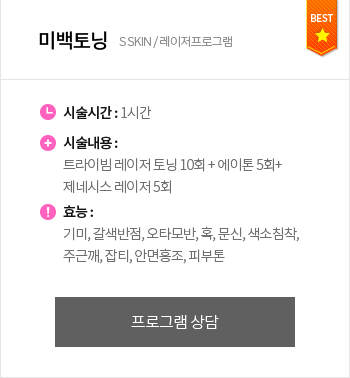 BEST
미백토닝 S SKIN / 레이저프로그램
시술시간 : 1시간
시술내용 :
트라이빔 레이저 토닝 10회 + 에이톤 5회+
제네시스 레이저 5회
효능 :
기미, 갈색반점, 오타모반, 혹, 문신, 색소침착,
주근깨, 잡티, 안면홍조, 피부톤
프로그램 상담